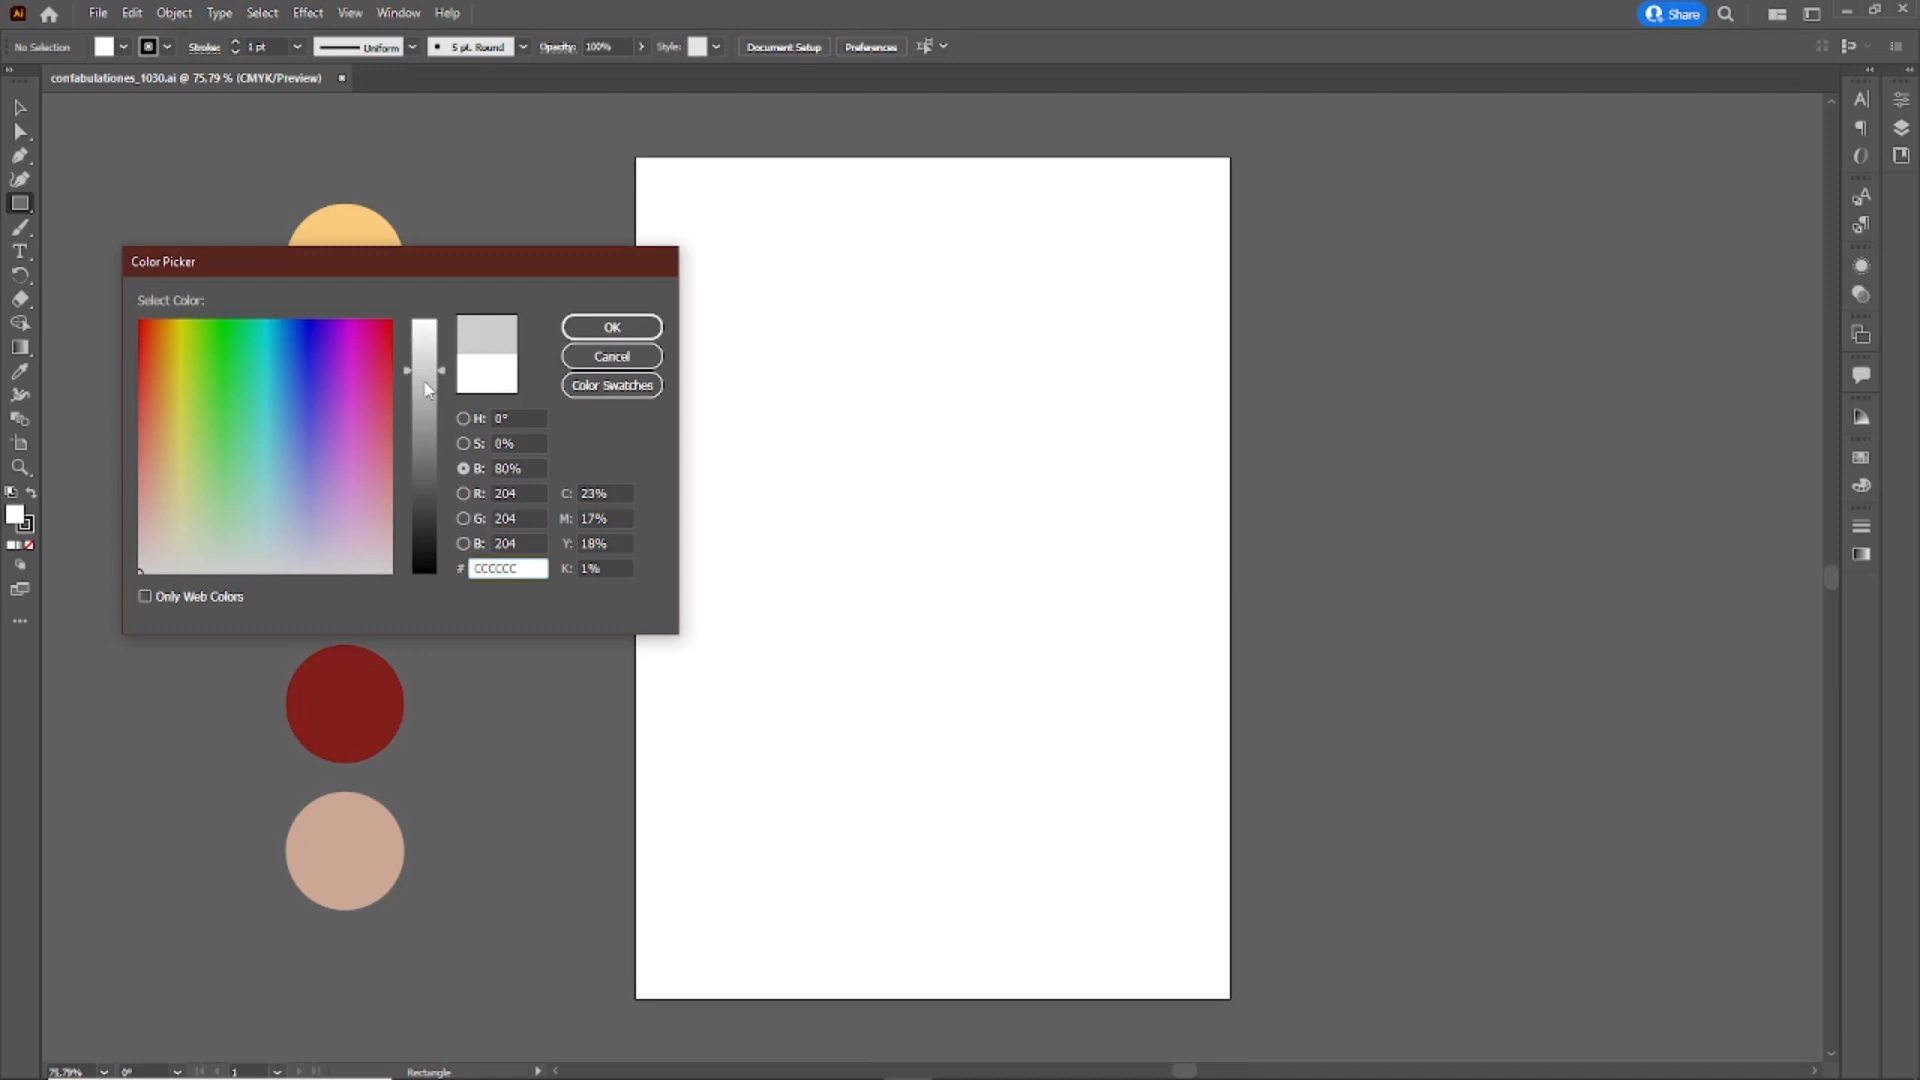 Ai File Edit Object Type Select Effect View Window Help Share
No Selection Stroke: 1 pt Uniform 5 pt. Round Opacity: 100% Style: Document Setup Preferences
confabulationes_1030.ai @ 75,79 % (CMYK/Preview)
Color Picker
Select Color:
OK
Cancel
Color Swatches
H: 0°
S: 0%
B: 80%
R: 204 C: 23%
G: 204 M: 17%
B: 204 Y: 18%
# CCCCCC K: 1%
Only Web Colors
75,79% 0° 1 Rectangle